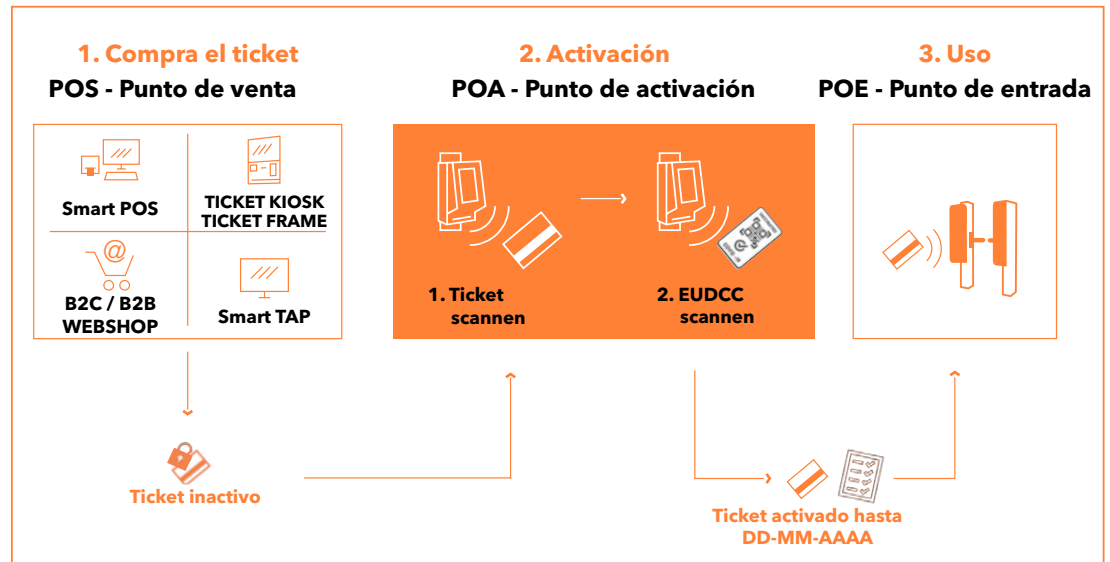 1. Compra el ticket
POS - Punto de venta
Smart POS
TICKET KIOSK
TICKET FRAME
@
B2C / B2B
WEBSHOP
Smart TAP
Ticket inactivo
2. Activación
POA - Punto de activación
1. Ticket
scannen
2. EUDCC
scannen
Ticket activado hasta
DD-MM-AAAA
3. Uso
POE - Punto de entrada